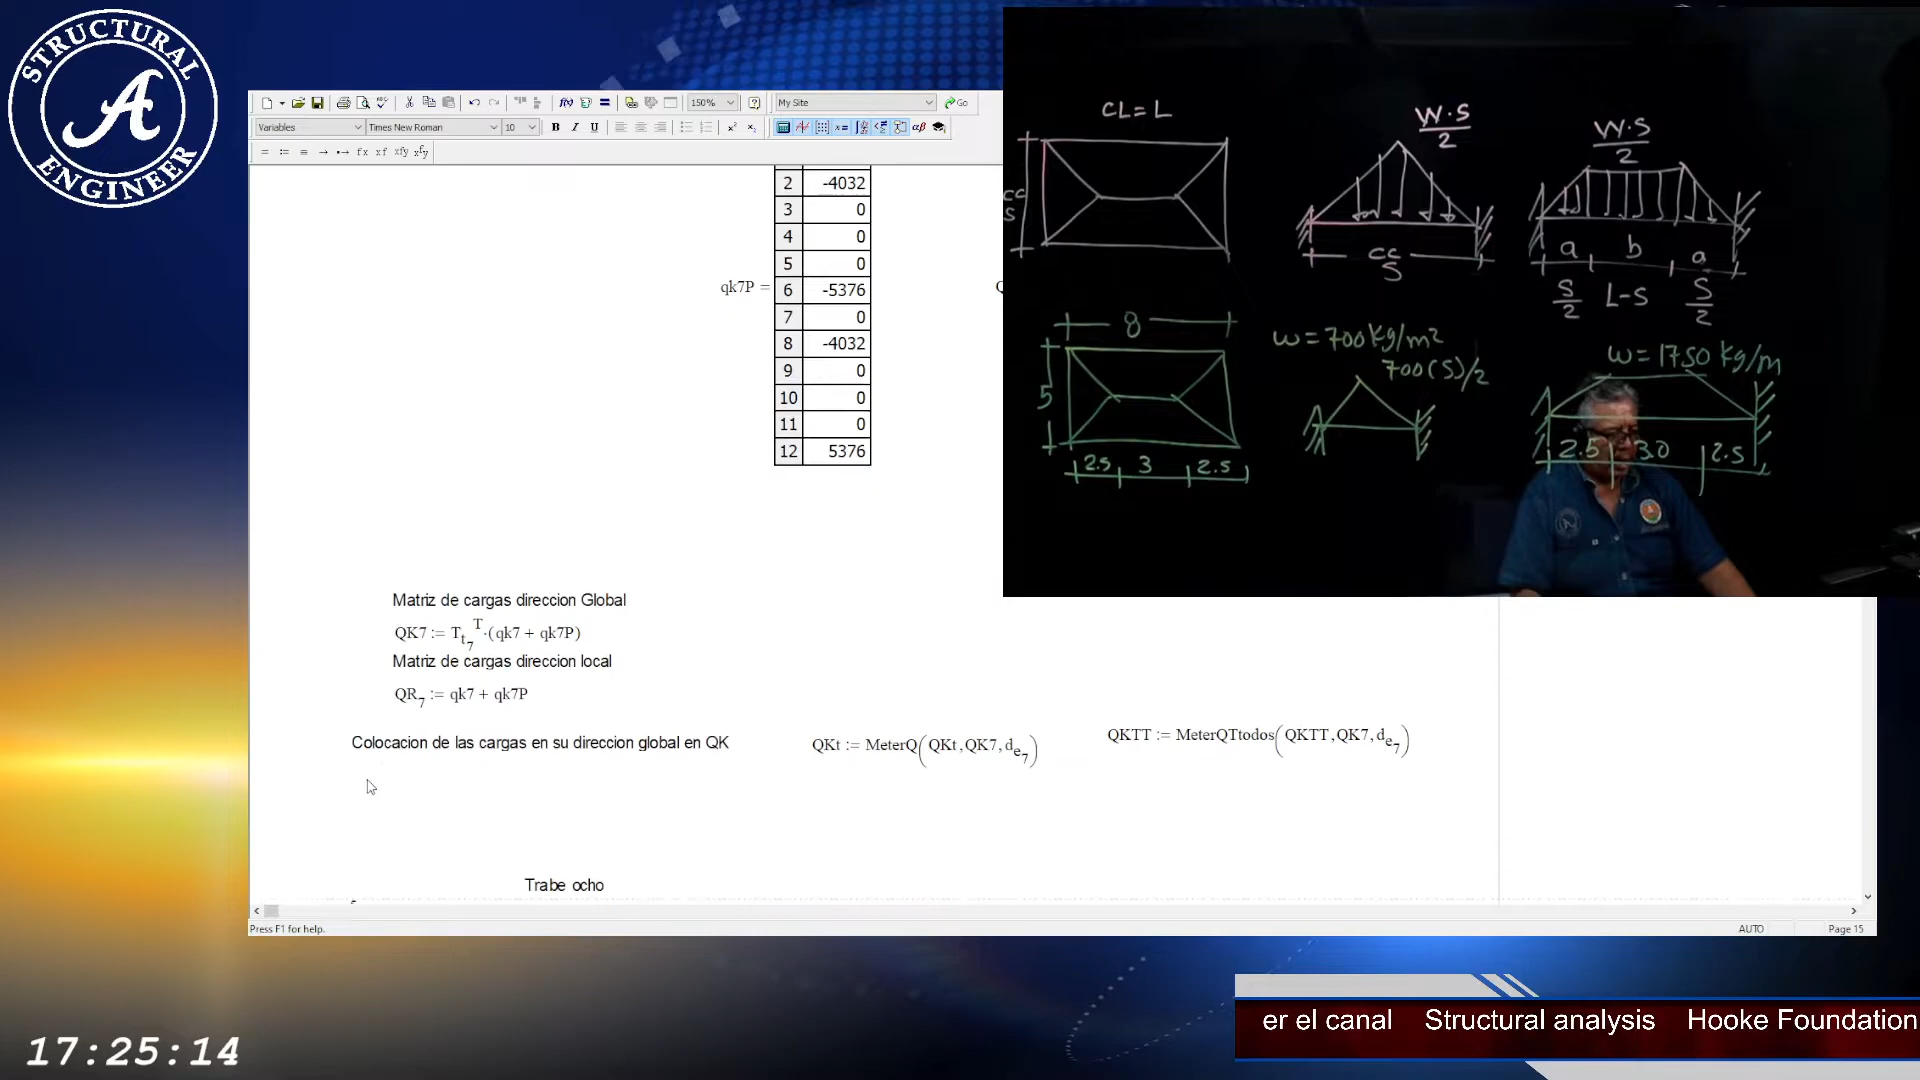 STRUCTURAL
A
ENGINEER
150%
My Site
Go
Variables
Times New Roman
10
B I U
2 -4032
3 0
4 0
5 0
qk7P = 6 -5376
7 0
8 -4032
9 0
10 0
11 0
12 5376
Matriz de cargas direccion Global
QK7 := Tt7^T·(qk7 + qk7P)
Matriz de cargas direccion local
QR7 := qk7 + qk7P
Colocacion de las cargas en su direccion global en QK
QKt := MeterQ(QKt, QK7, de7)
QKTT := MeterQTtodos(QKTT, QK7, de7)
Trabe ocho
Press F1 for help.
AUTO
Page 15
CL = L
cc
S
W·S
2
cc
S
W·S
2
a b a
S/2 L-S S/2
8
5
2.5 3 2.5
w = 700 kg/m2
700(5)/2
w = 1750 kg/m
2.5 3.0 2.5
17:25:14
er el canal Structural analysis Hooke Foundation